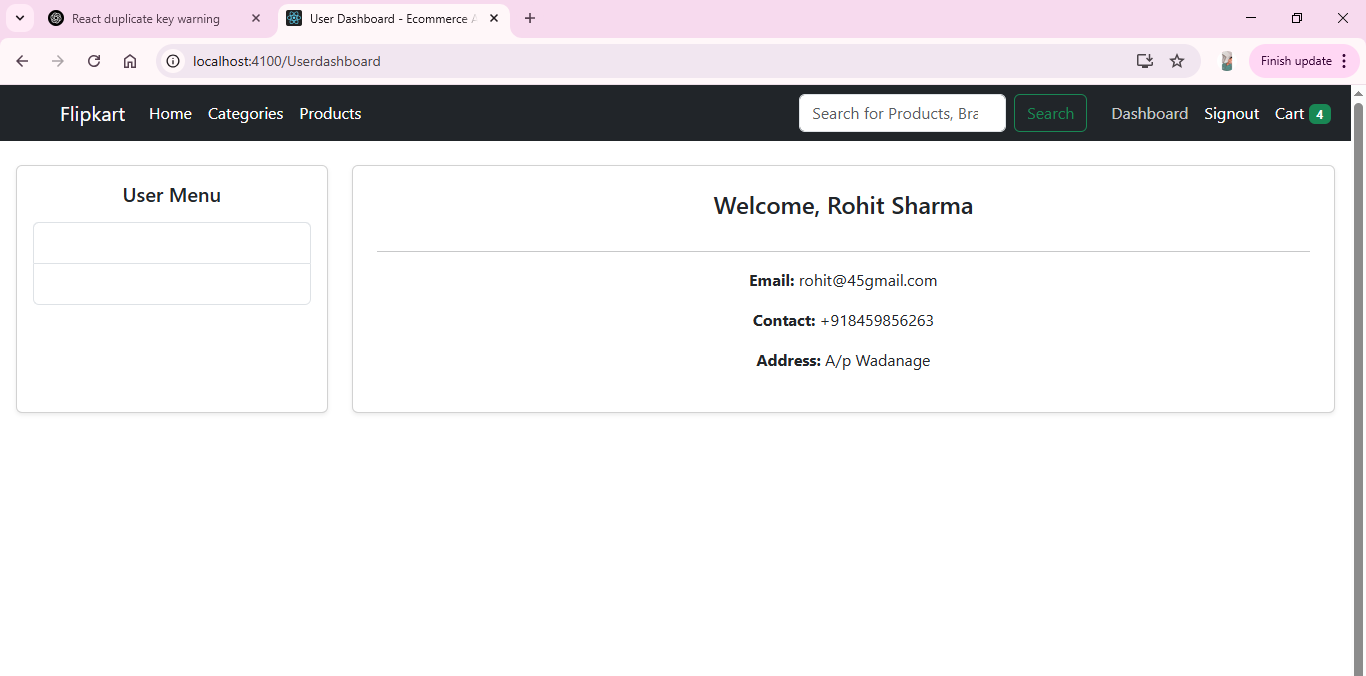 React duplicate key warning
User Dashboard - Ecommerce A
localhost:4100/Userdashboard
Finish update
Flipkart Home Categories Products Search for Products, Bra Search Dashboard Signout Cart 4
User Menu
Welcome, Rohit Sharma
Email: rohit@45gmail.com
Contact: +918459856263
Address: A/p Wadanage